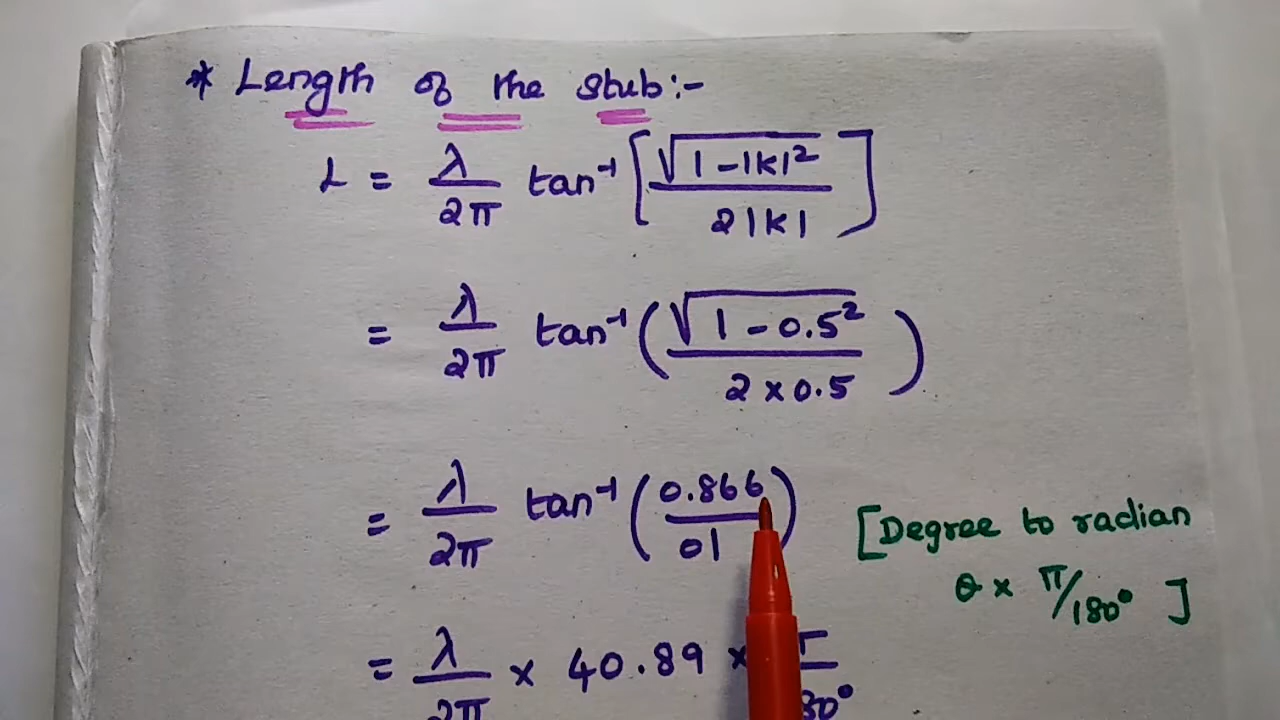 * Length of the stub:-
L = λ/2π tan⁻¹ [√1-|K|² / 2|K|]
= λ/2π tan⁻¹ (√1-0.5² / 2×0.5)
= λ/2π tan⁻¹ (0.866 / 01)
[Degree to radian
θ × π/180° ]
= λ/2π × 40.89 ×